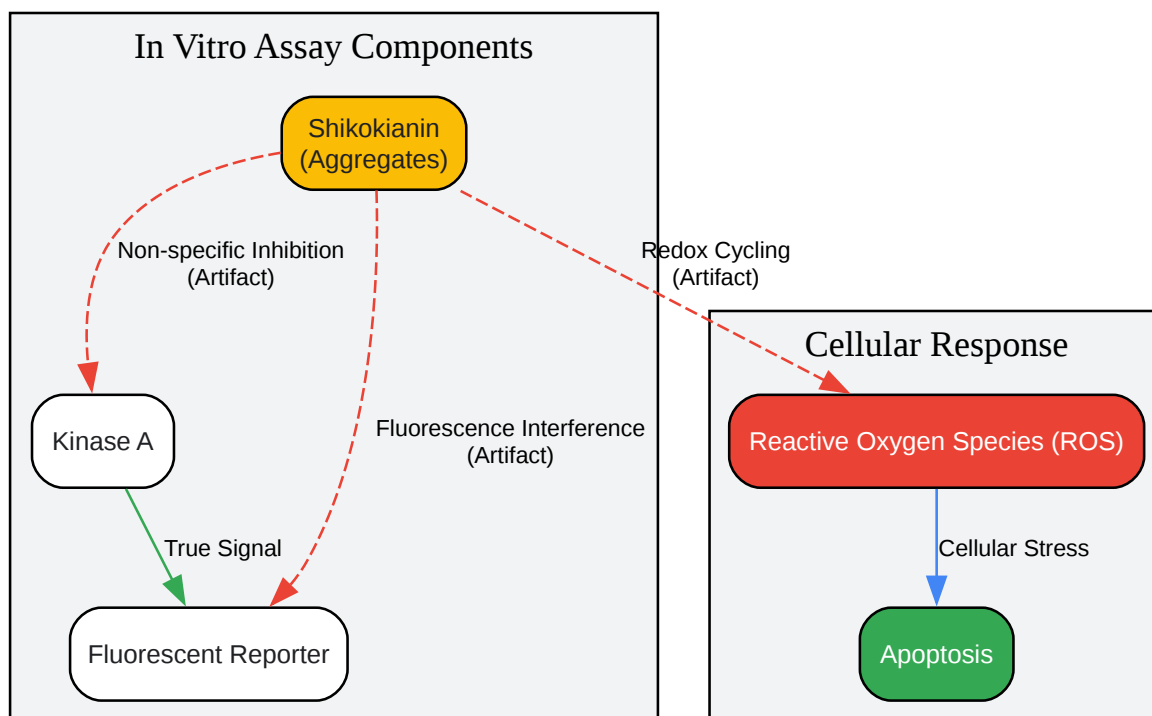 In Vitro Assay Components
Shikokianin
(Aggregates)
Non-specific Inhibition
(Artifact)
Redox Cycling
(Artifact)
Cellular Response
Kinase A
Fluorescence Interference
(Artifact)
Reactive Oxygen Species (ROS)
True Signal
Cellular Stress
Fluorescent Reporter
Apoptosis